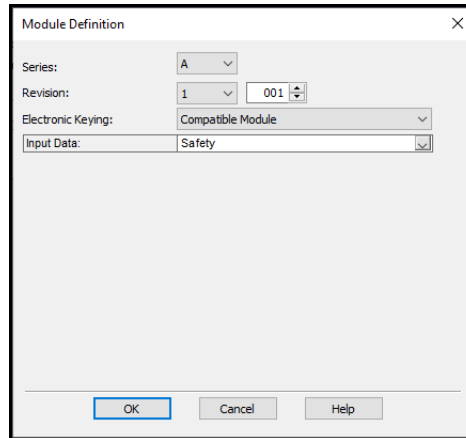 Module Definition
Series: A
Revision: 1 001
Electronic Keying: Compatible Module
Input Data: Safety
OK Cancel Help